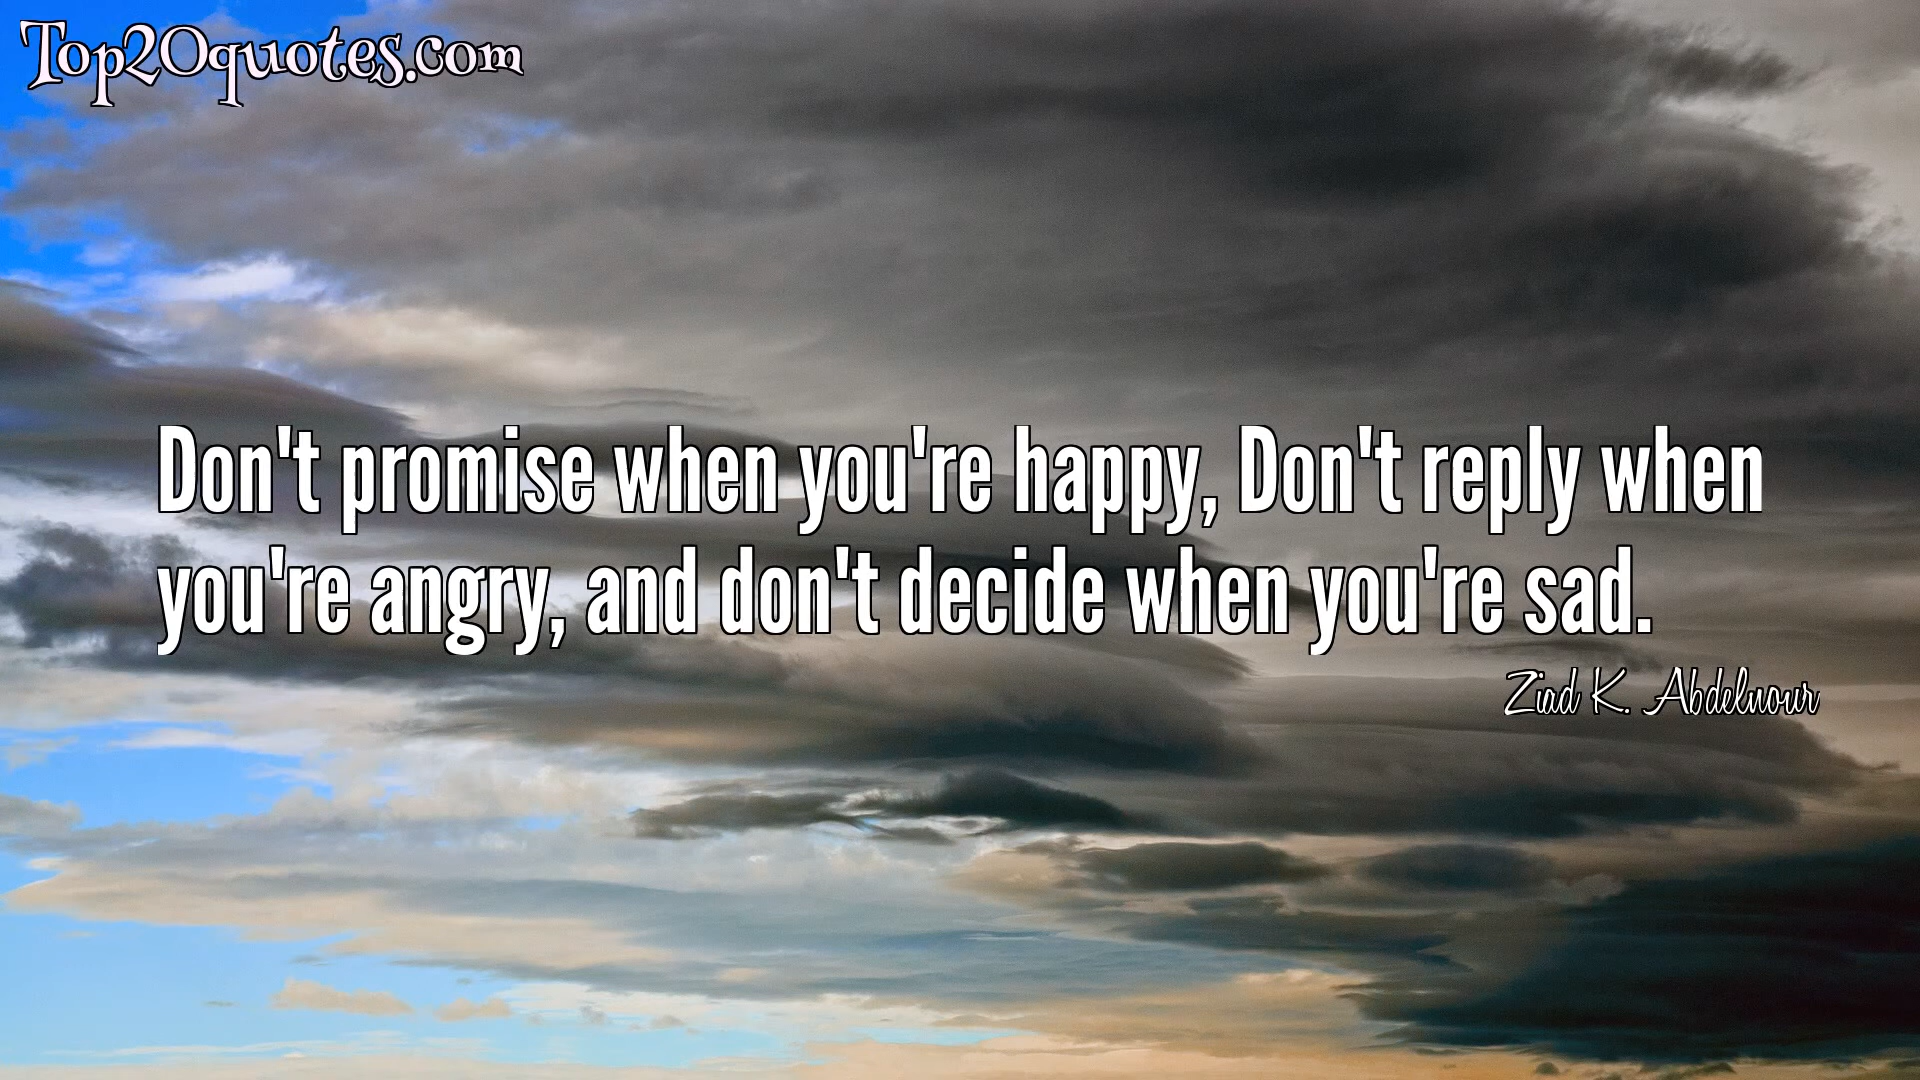 Top20quotes.com
Don't promise when you're happy, Don't reply when
you're angry, and don't decide when you're sad.
Ziad K. Abdelnour